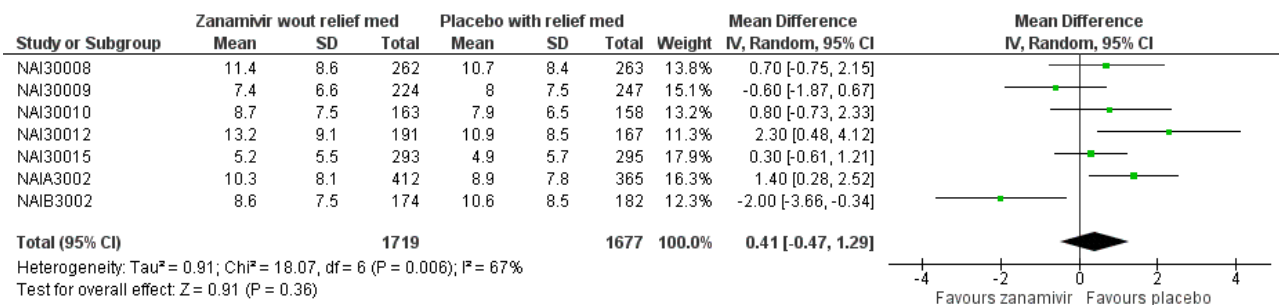 Zanamivir wout relief med Placebo with relief med Mean Difference Mean Difference
Study or Subgroup Mean SD Total Mean SD Total Weight IV, Random, 95% CI IV, Random, 95% CI
NAI30008 11.4 8.6 262 10.7 8.4 263 13.8% 0.70 [-0.75, 2.15]
NAI30009 7.4 6.6 224 8 7.5 247 15.1% -0.60 [-1.87, 0.67]
NAI30010 8.7 7.5 163 7.9 6.5 158 13.2% 0.80 [-0.73, 2.33]
NAI30012 13.2 9.1 191 10.9 8.5 167 11.3% 2.30 [0.48, 4.12]
NAI30015 5.2 5.5 293 4.9 5.7 295 17.9% 0.30 [-0.61, 1.21]
NAIA3002 10.3 8.1 412 8.9 7.8 365 16.3% 1.40 [0.28, 2.52]
NAIB3002 8.6 7.5 174 10.6 8.5 182 12.3% -2.00 [-3.66, -0.34]
Total (95% CI) 1719 1677 100.0% 0.41 [-0.47, 1.29]
Heterogeneity: Tau² = 0.91; Chi² = 18.07, df = 6 (P = 0.006); I² = 67%
Test for overall effect: Z = 0.91 (P = 0.36)
-4 -2 0 2 4
Favours zanamivir Favours placebo